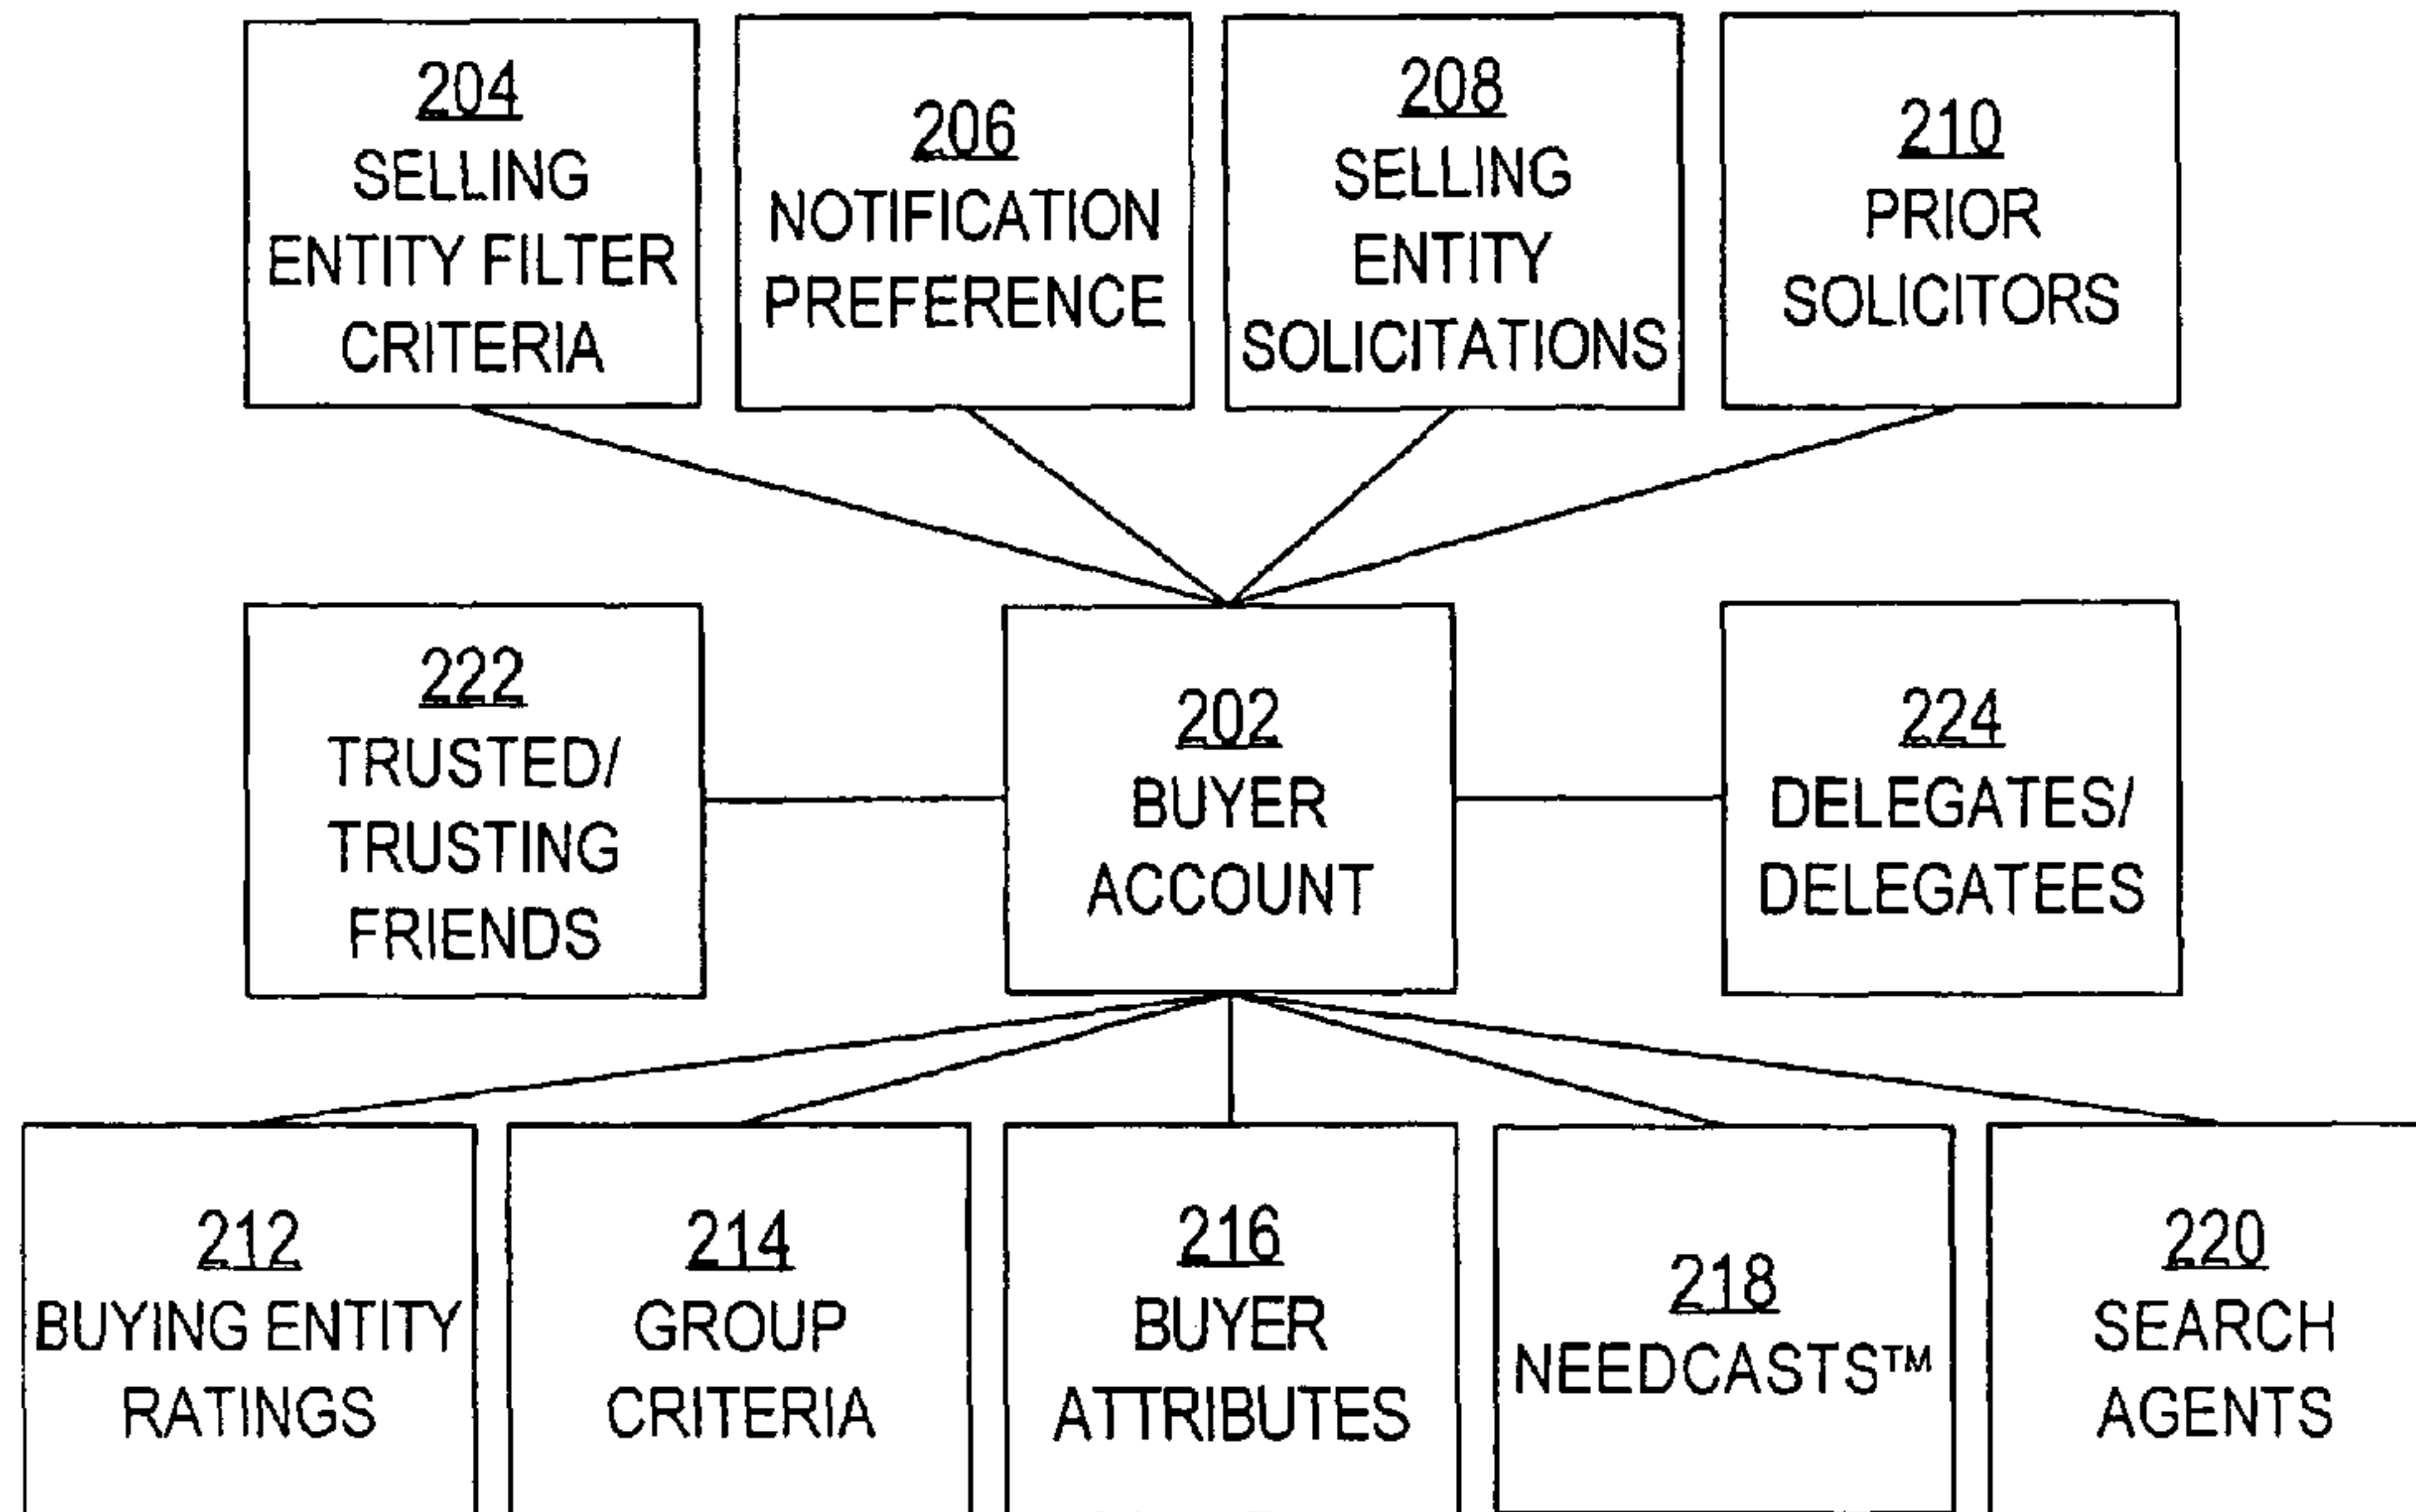 204
SELLING
ENTITY FILTER
CRITERIA
206
NOTIFICATION
PREFERENCE
208
SELLING
ENTITY
SOLICITATIONS
210
PRIOR
SOLICITORS
222
TRUSTED/
TRUSTING
FRIENDS
202
BUYER
ACCOUNT
224
DELEGATES/
DELEGATEES
212
BUYING ENTITY
RATINGS
214
GROUP
CRITERIA
216
BUYER
ATTRIBUTES
218
NEEDCASTS™
220
SEARCH
AGENTS